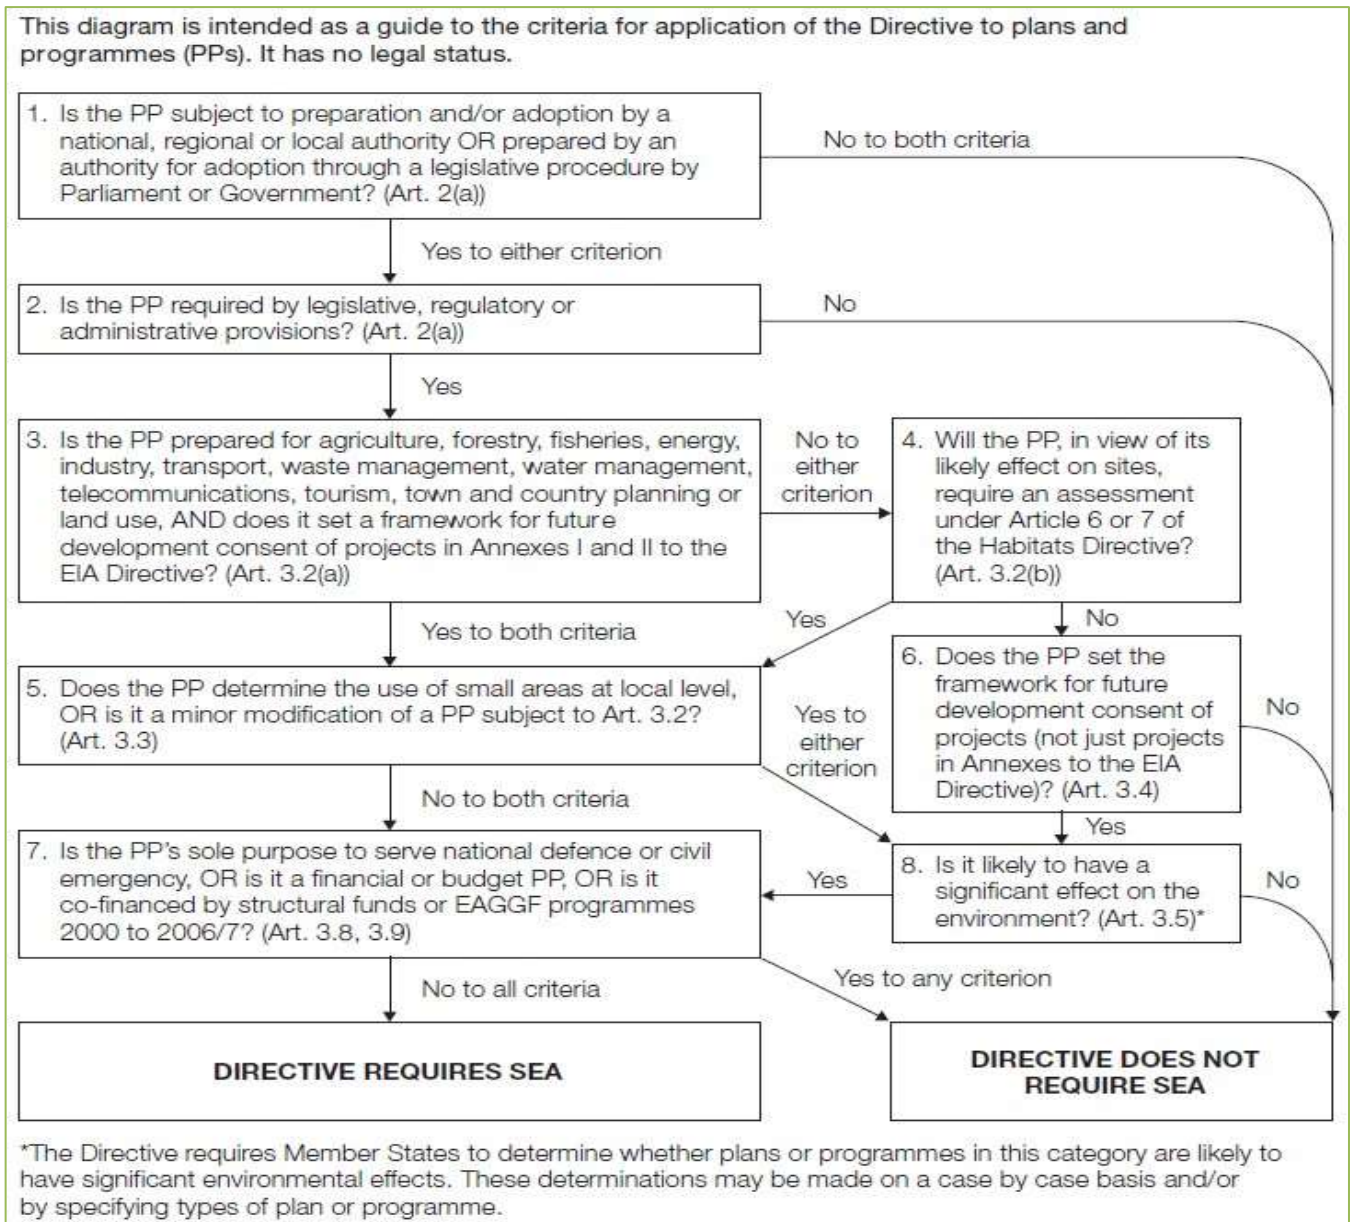 This diagram is intended as a guide to the criteria for application of the Directive to plans and
programmes (PPs). It has no legal status.
1. Is the PP subject to preparation and/or adoption by a
national, regional or local authority OR prepared by an
authority for adoption through a legislative procedure by
Parliament or Government? (Art. 2(a))
No to both criteria
Yes to either criterion
2. Is the PP required by legislative, regulatory or
administrative provisions? (Art. 2(a))
No
Yes
3. Is the PP prepared for agriculture, forestry, fisheries, energy,
industry, transport, waste management, water management,
telecommunications, tourism, town and country planning or
land use, AND does it set a framework for future
development consent of projects in Annexes I and II to the
EIA Directive? (Art. 3.2(a))
No to
either
criterion
4. Will the PP, in view of its
likely effect on sites,
require an assessment
under Article 6 or 7 of
the Habitats Directive?
(Art. 3.2(b))
Yes to both criteria
Yes
No
5. Does the PP determine the use of small areas at local level,
OR is it a minor modification of a PP subject to Art. 3.2?
(Art. 3.3)
Yes to
either
criterion
6. Does the PP set the
framework for future
development consent of
projects (not just projects
in Annexes to the EIA
Directive)? (Art. 3.4)
No
No to both criteria
Yes
7. Is the PP's sole purpose to serve national defence or civil
emergency, OR is it a financial or budget PP, OR is it
co-financed by structural funds or EAGGF programmes
2000 to 2006/7? (Art. 3.8, 3.9)
Yes
8. Is it likely to have a
significant effect on the
environment? (Art. 3.5)*
No
No to all criteria
Yes to any criterion
DIRECTIVE REQUIRES SEA
DIRECTIVE DOES NOT
REQUIRE SEA
*The Directive requires Member States to determine whether plans or programmes in this category are likely to
have significant environmental effects. These determinations may be made on a case by case basis and/or
by specifying types of plan or programme.